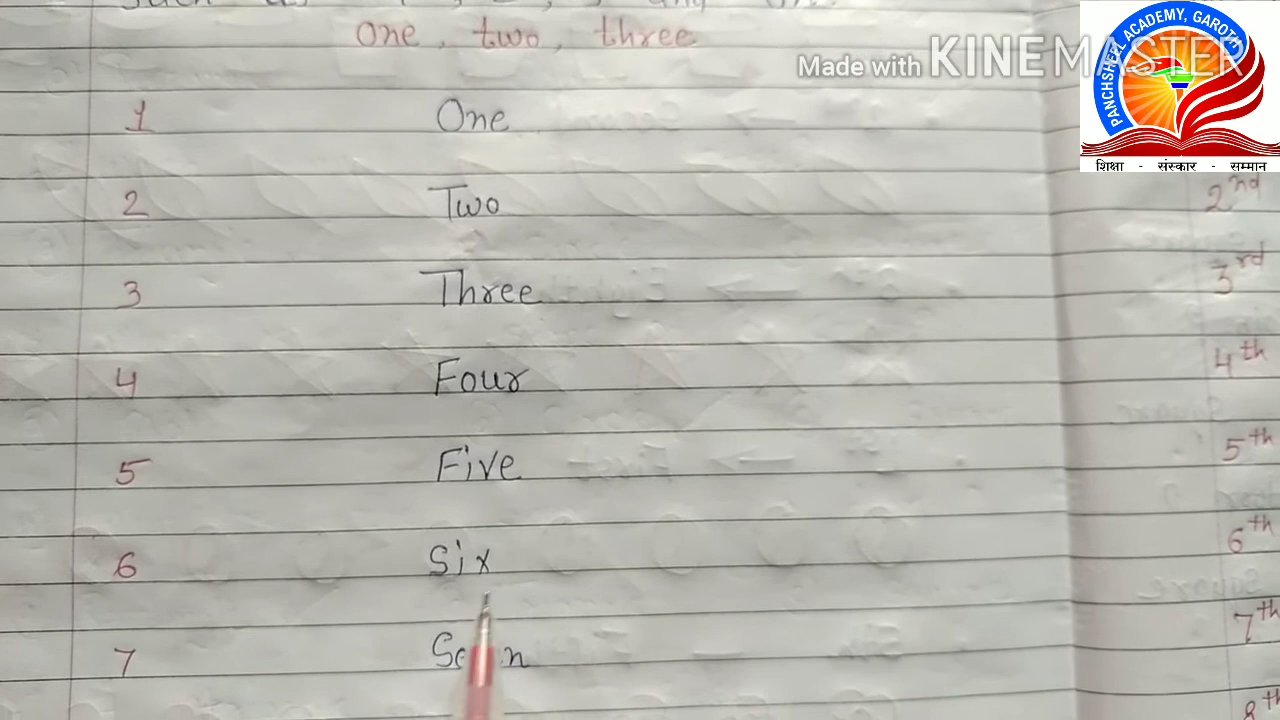 One, two, three
Made with KINEMASTER
PANCHSHEEL ACADEMY, GAROTH
शिक्षा - संस्कार - सम्मान
1 One
2 Two
3 Three
4 Four
5 Five
6 Six
7
2nd
3rd
4th
5th
6th
7th
8th